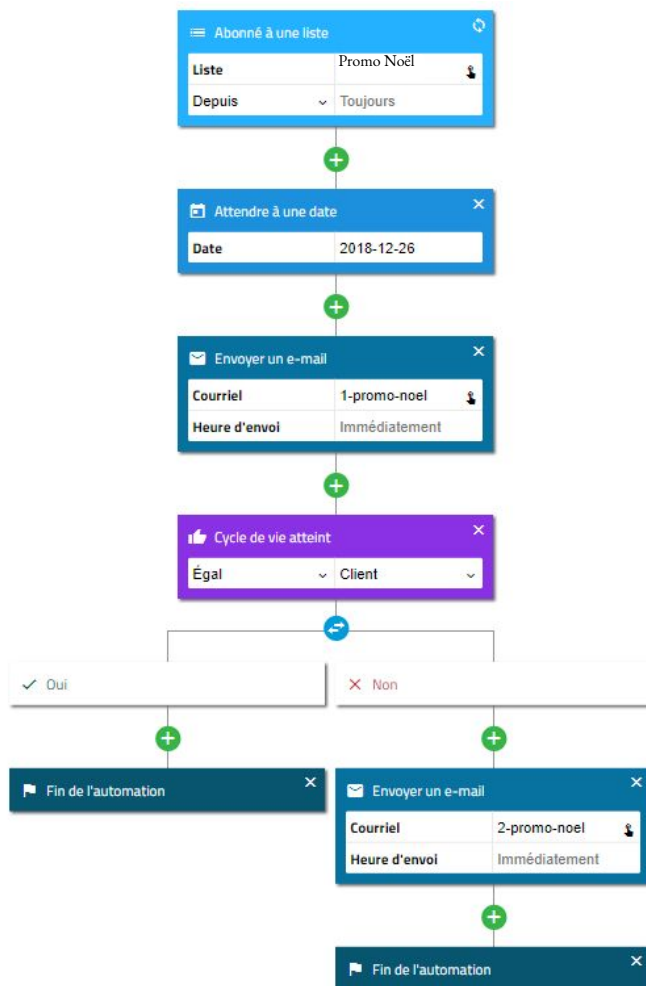 Abonné à une liste
Liste Promo Noël
Depuis Toujours
Attendre à une date
Date 2018-12-26
Envoyer un e-mail
Courriel 1-promo-noel
Heure d'envoi Immédiatement
Cycle de vie atteint
Égal Client
Oui
Non
Fin de l'automation
Envoyer un e-mail
Courriel 2-promo-noel
Heure d'envoi Immédiatement
Fin de l'automation